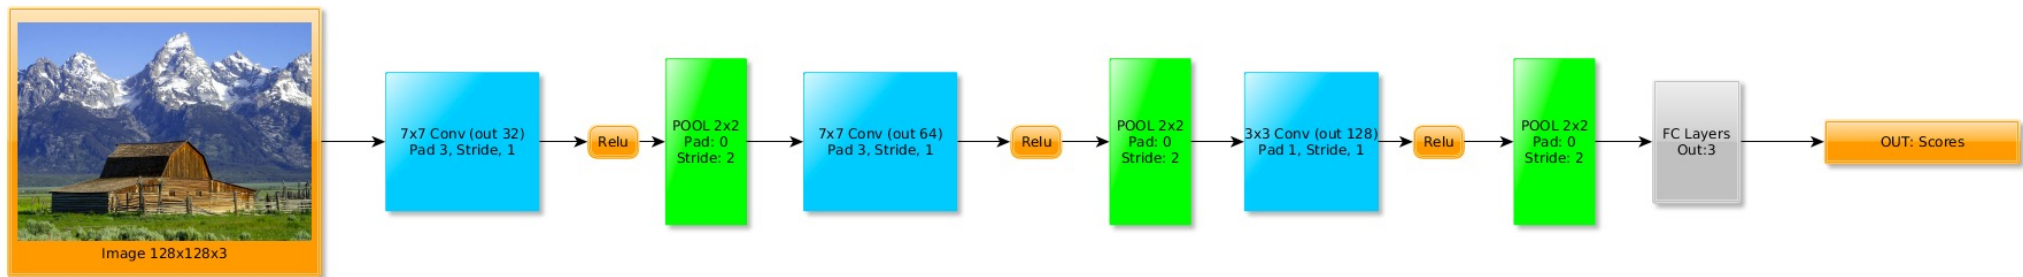 Image 128x128x3
7x7 Conv (out 32)
Pad 3, Stride, 1
Relu
POOL 2x2
Pad: 0
Stride: 2
7x7 Conv (out 64)
Pad 3, Stride, 1
Relu
POOL 2x2
Pad: 0
Stride: 2
3x3 Conv (out 128)
Pad 1, Stride, 1
Relu
POOL 2x2
Pad: 0
Stride: 2
FC Layers
Out:3
OUT: Scores